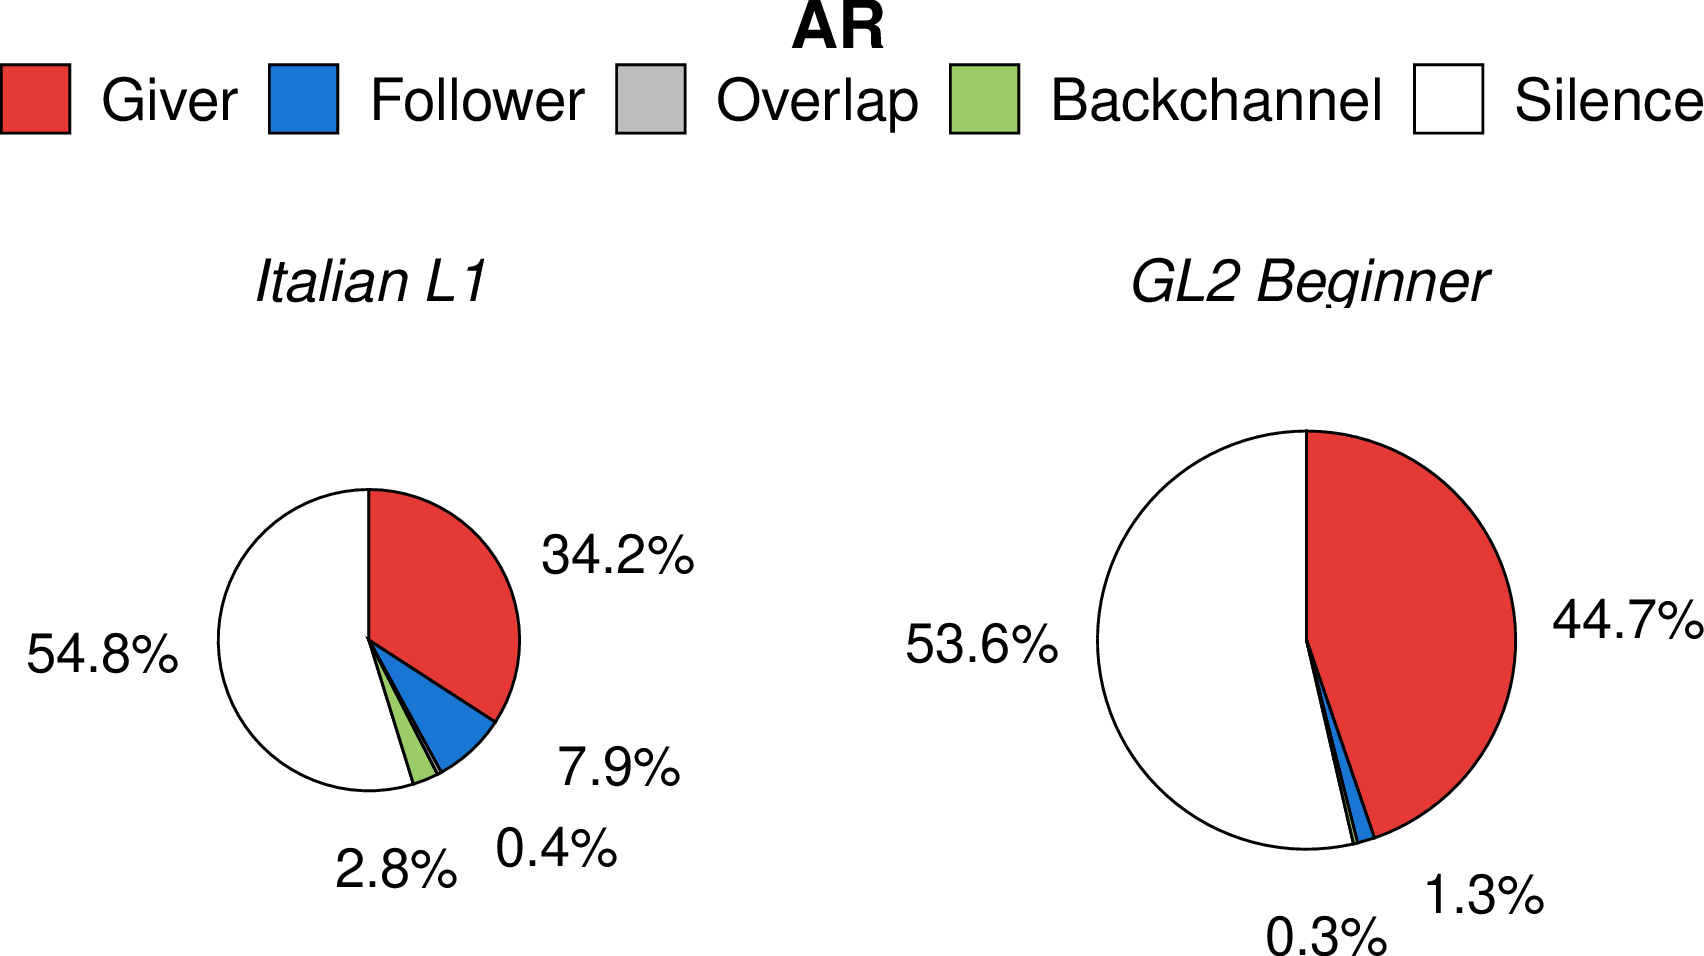 AR
Giver Follower Overlap Backchannel Silence
Italian L1 GL2 Beginner
34.2%
44.7%
54.8% 53.6%
7.9%
0.4%
2.8%
1.3%
0.3%